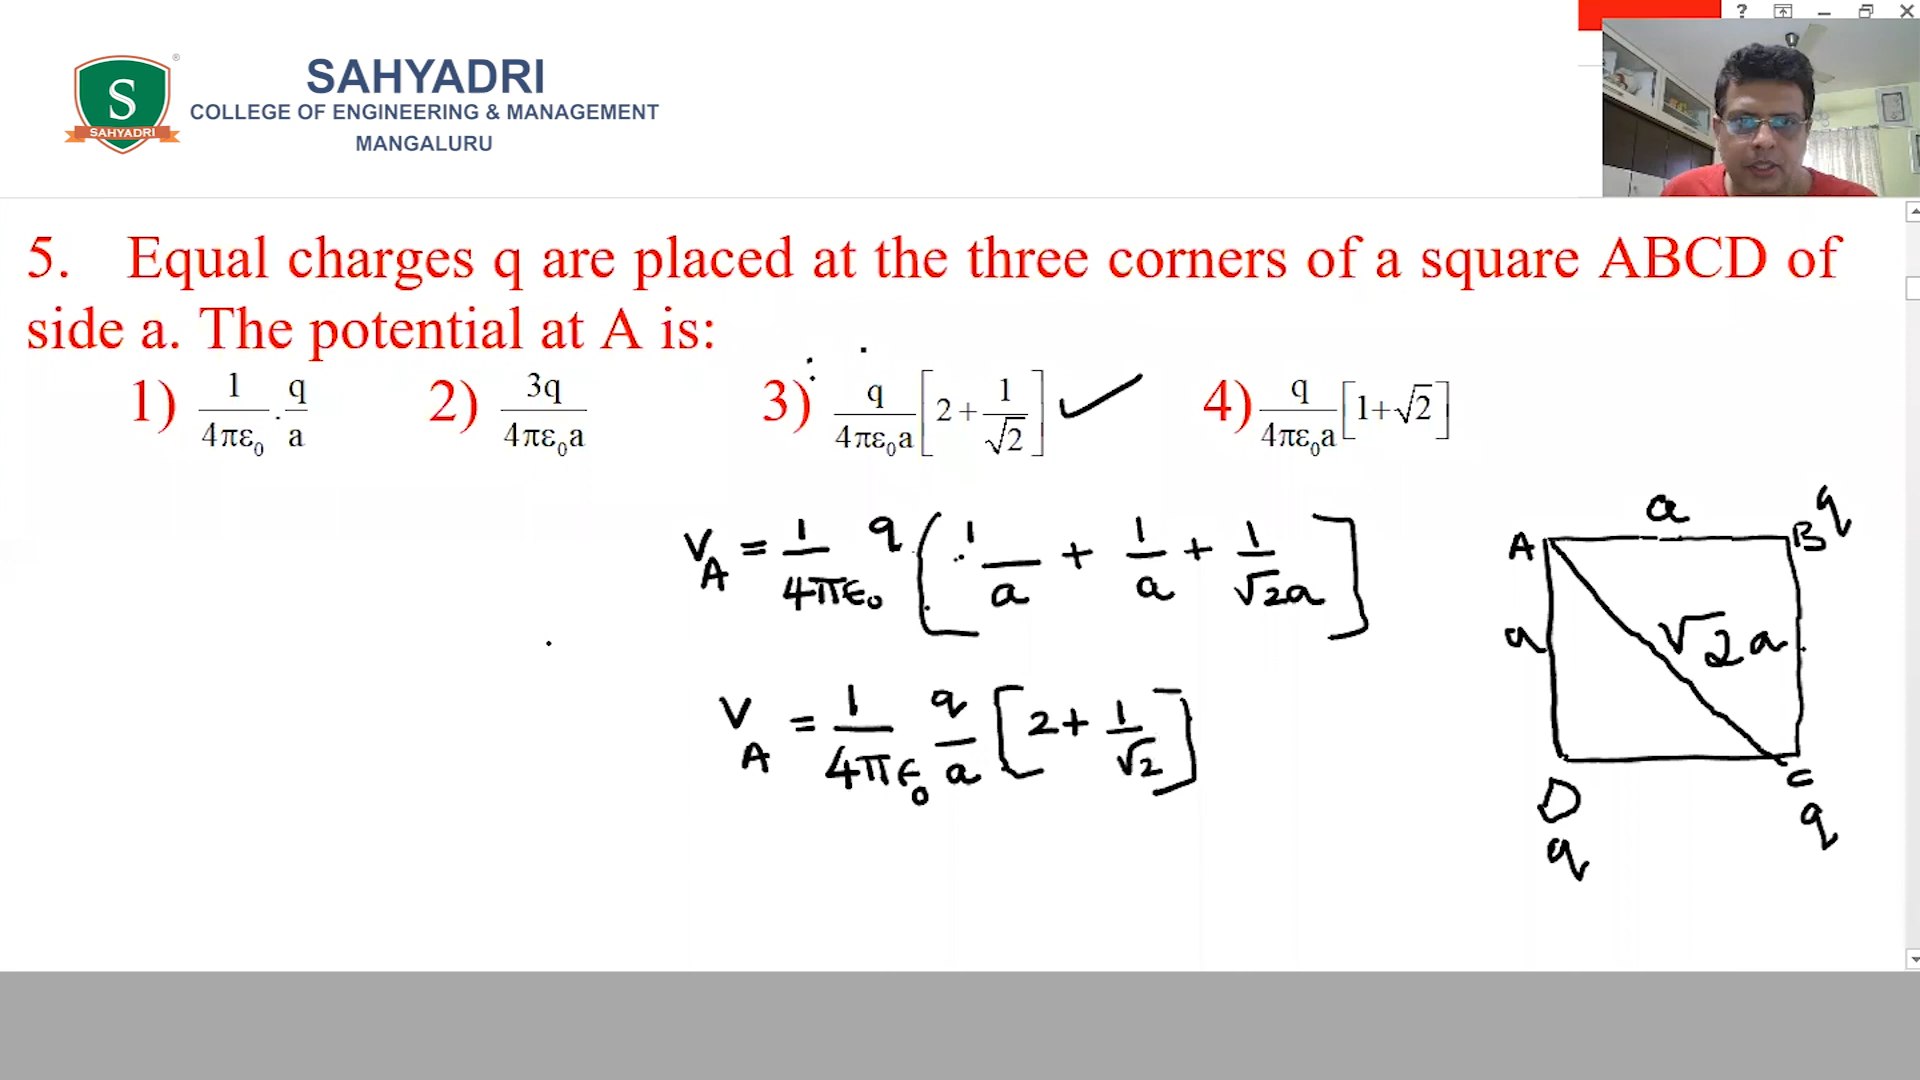 SAHYADRI
COLLEGE OF ENGINEERING & MANAGEMENT
MANGALURU
S
SAHYADRI
®
?
5. Equal charges q are placed at the three corners of a square ABCD of
side a. The potential at A is:
1) 1/4πε₀ . q/a 2) 3q/4πε₀a 3) q/4πε₀a [2 + 1/√2] ✓ 4) q/4πε₀a [1+√2]
V_A = 1/4πε₀ q [1/a + 1/a + 1/√2a]
V_A = 1/4πε₀ q/a [2 + 1/√2]
a q
A B
a √2a
D C
q q